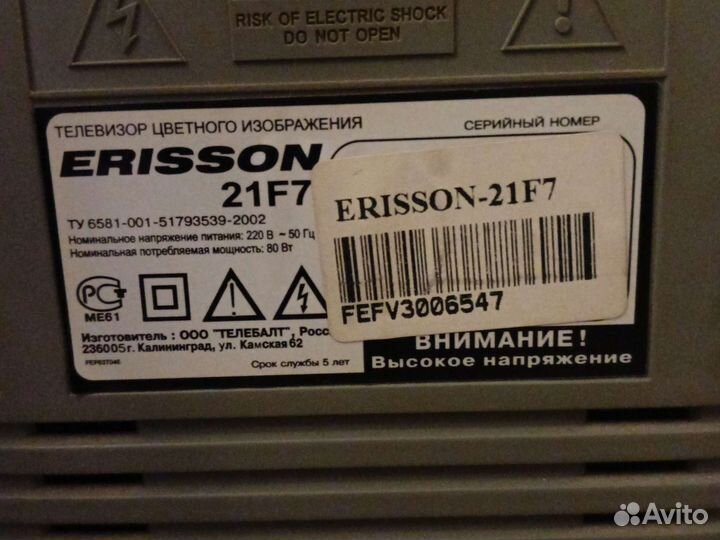 RISK OF ELECTRIC SHOCK
DO NOT OPEN
ТЕЛЕВИЗОР ЦВЕТНОГО ИЗОБРАЖЕНИЯ
СЕРИЙНЫЙ НОМЕР
ERISSON
21F7
ТУ 6581-001-51793539-2002
Номинальное напряжение питания: 220 В ~ 50 Гц
Номинальная потребляемая мощность: 80 Вт
ERISSON-21F7
FEFV3006547
РСТ
МЕ61
Изготовитель : ООО "ТЕЛЕБАЛТ", Росс
236005г. Калининград, ул. Камская 62
Срок службы 5 лет
ВНИМАНИЕ!
Высокое напряжение
Avito